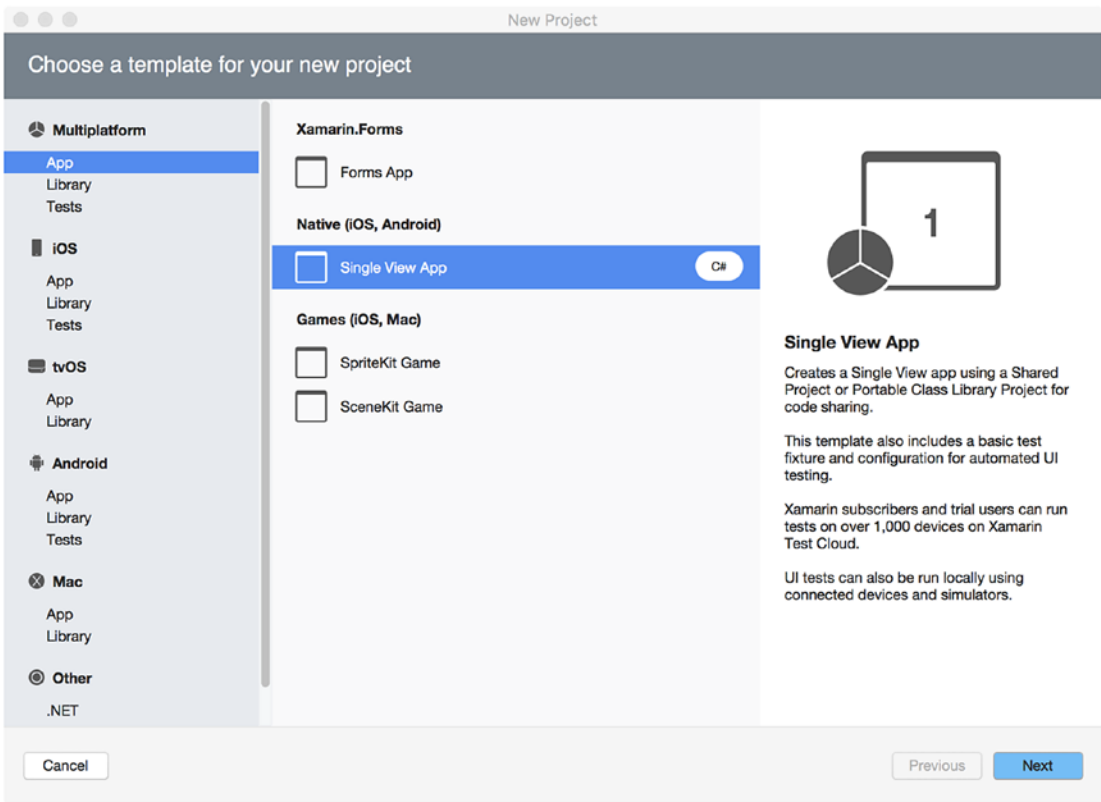 New Project
Choose a template for your new project
Multiplatform
App
Library
Tests
iOS
App
Library
Tests
tvOS
App
Library
Android
App
Library
Tests
Mac
App
Library
Other
.NET
Xamarin.Forms
Forms App
Native (iOS, Android)
Single View App
C#
Games (iOS, Mac)
SpriteKit Game
SceneKit Game
1
Single View App
Creates a Single View app using a Shared
Project or Portable Class Library Project for
code sharing.
This template also includes a basic test
fixture and configuration for automated UI
testing.
Xamarin subscribers and trial users can run
tests on over 1,000 devices on Xamarin
Test Cloud.
UI tests can also be run locally using
connected devices and simulators.
Cancel
Previous
Next